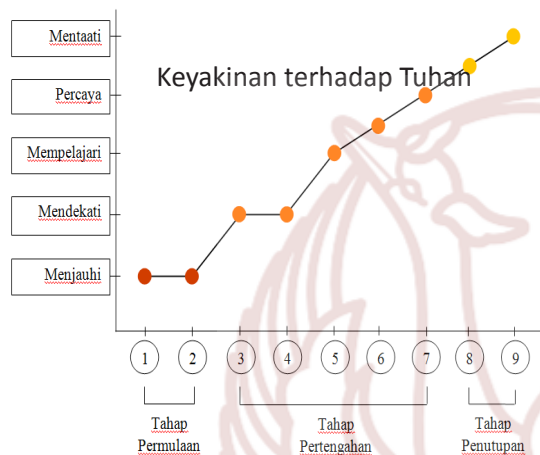 Keyakinan terhadap Tuhan
Mentaati
Percaya
Mempelajari
Mendekati
Menjauhi
1 2 3 4 5 6 7 8 9
Tahap
Permulaan
Tahap
Pertengahan
Tahap
Penutupan